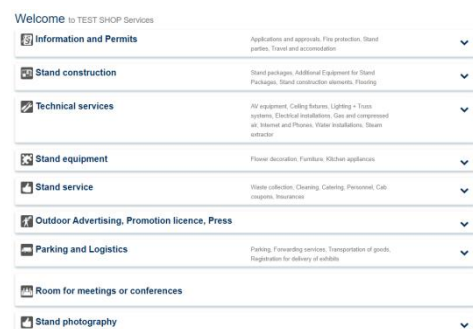 Welcome to TEST SHOP Services
Information and Permits
Applications and approvals, Fire protection, Stand
parties, Travel and accomodation
Stand construction
Stand packages, Additional Equipment for Stand
Packages, Stand construction elements, Flooring
Technical services
AV equipment, Ceiling fixtures, Lighting + Truss
systems, Electrical installations, Gas and compressed
air, Internet and Phones, Water installations, Steam
extractor
Stand equipment
Flower decoration, Furniture, Kitchen appliances
Stand service
Waste collection, Cleaning, Catering, Personnel, Cab
coupons, Insurances
Outdoor Advertising, Promotion licence, Press
Parking and Logistics
Parking, Forwarding services, Transportation of goods,
Registration for delivery of exhibits
Room for meetings or conferences
Stand photography